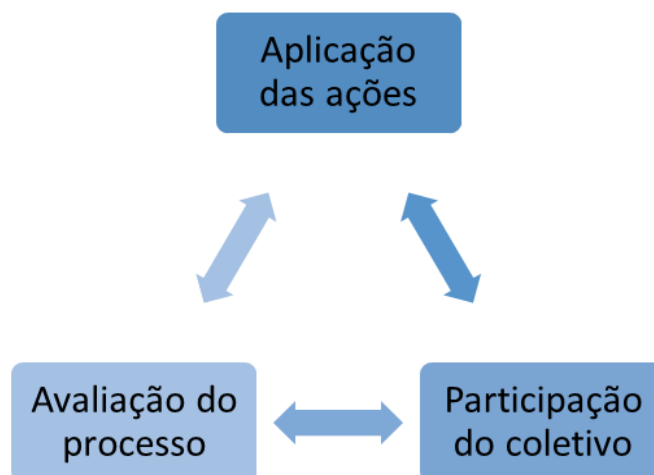 Aplicação
das ações
Avaliação do
processo
Participação
do coletivo